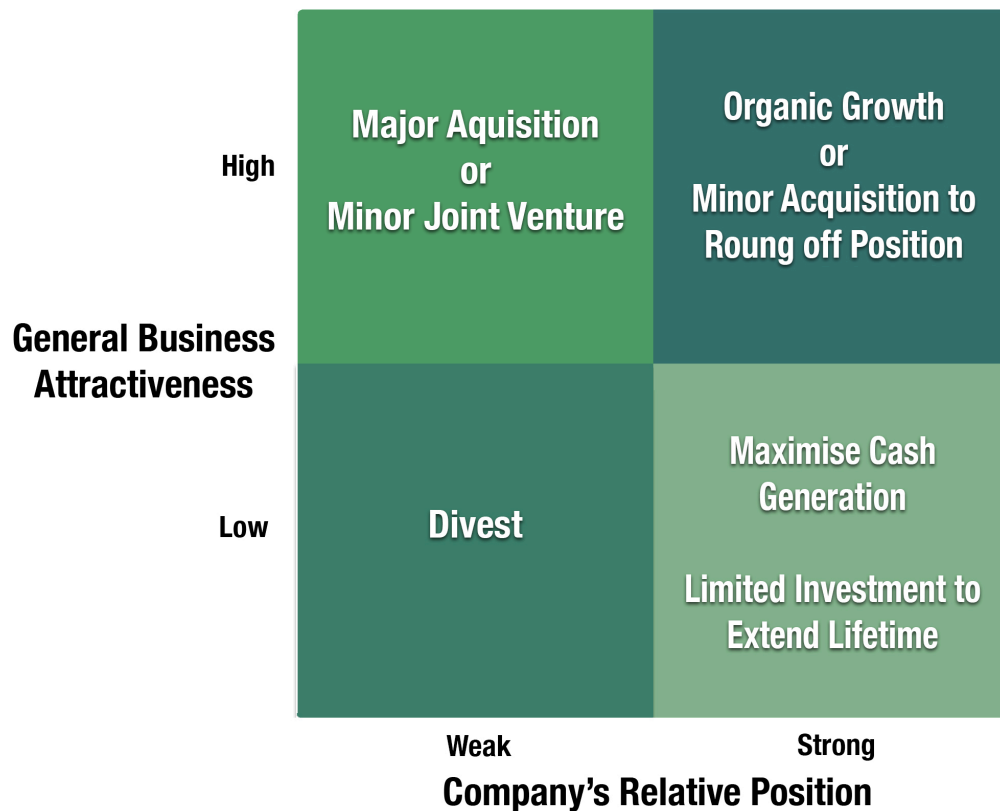 Major Aquisition
or
Minor Joint Venture
Organic Growth
or
Minor Acquisition to
Roung off Position
High
General Business
Attractiveness
Low
Divest
Maximise Cash
Generation
Limited Investment to
Extend Lifetime
Weak
Strong
Company’s Relative Position